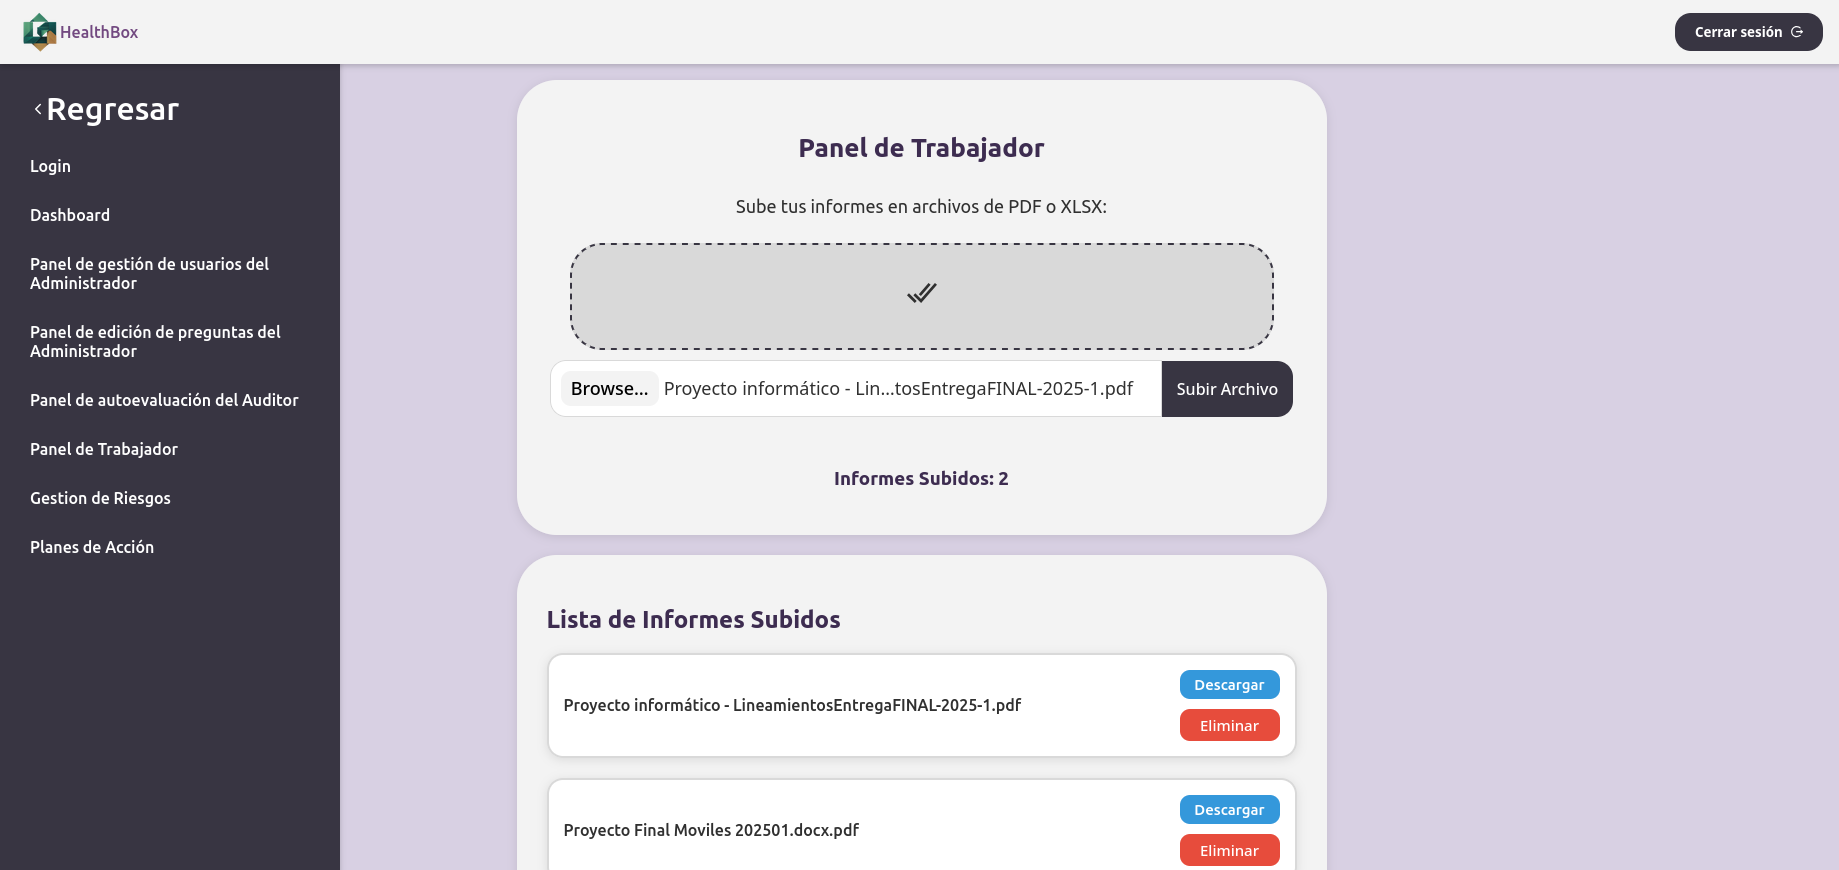 HealthBox
Cerrar sesión
Regresar
Login
Dashboard
Panel de gestión de usuarios del
Administrador
Panel de edición de preguntas del
Administrador
Panel de autoevaluación del Auditor
Panel de Trabajador
Gestion de Riesgos
Planes de Acción
Panel de Trabajador
Sube tus informes en archivos de PDF o XLSX:
Browse... Proyecto informático - Lin...tosEntregaFINAL-2025-1.pdf Subir Archivo
Informes Subidos: 2
Lista de Informes Subidos
Proyecto informático - LineamientosEntregaFINAL-2025-1.pdf
Descargar
Eliminar
Proyecto Final Moviles 202501.docx.pdf
Descargar
Eliminar